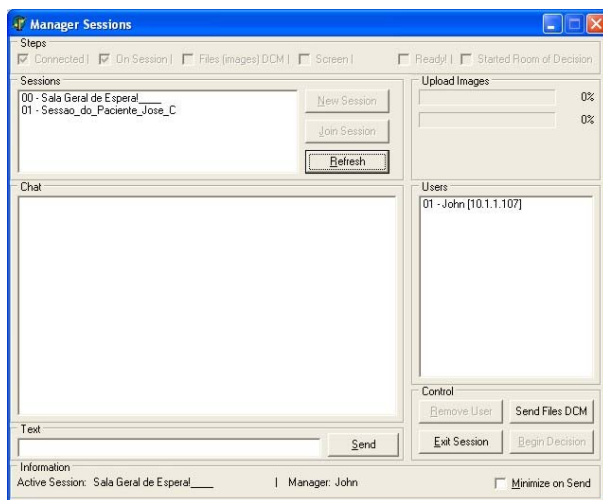 Manager Sessions
Steps
Connected | On Session | Files (images) DCM | Screen | Ready! | Started Room of Decision
Sessions
00 - Sala Geral de Espera!____
01 - Sessao_do_Paciente_Jose_C
New Session
Join Session
Refresh
Upload Images
0%
0%
Chat
Users
01 - John [10.1.1.107]
Control
Remove User
Send Files DCM
Exit Session
Begin Decision
Text
Send
Information
Active Session: Sala Geral de Espera!____ | Manager: John
Minimize on Send